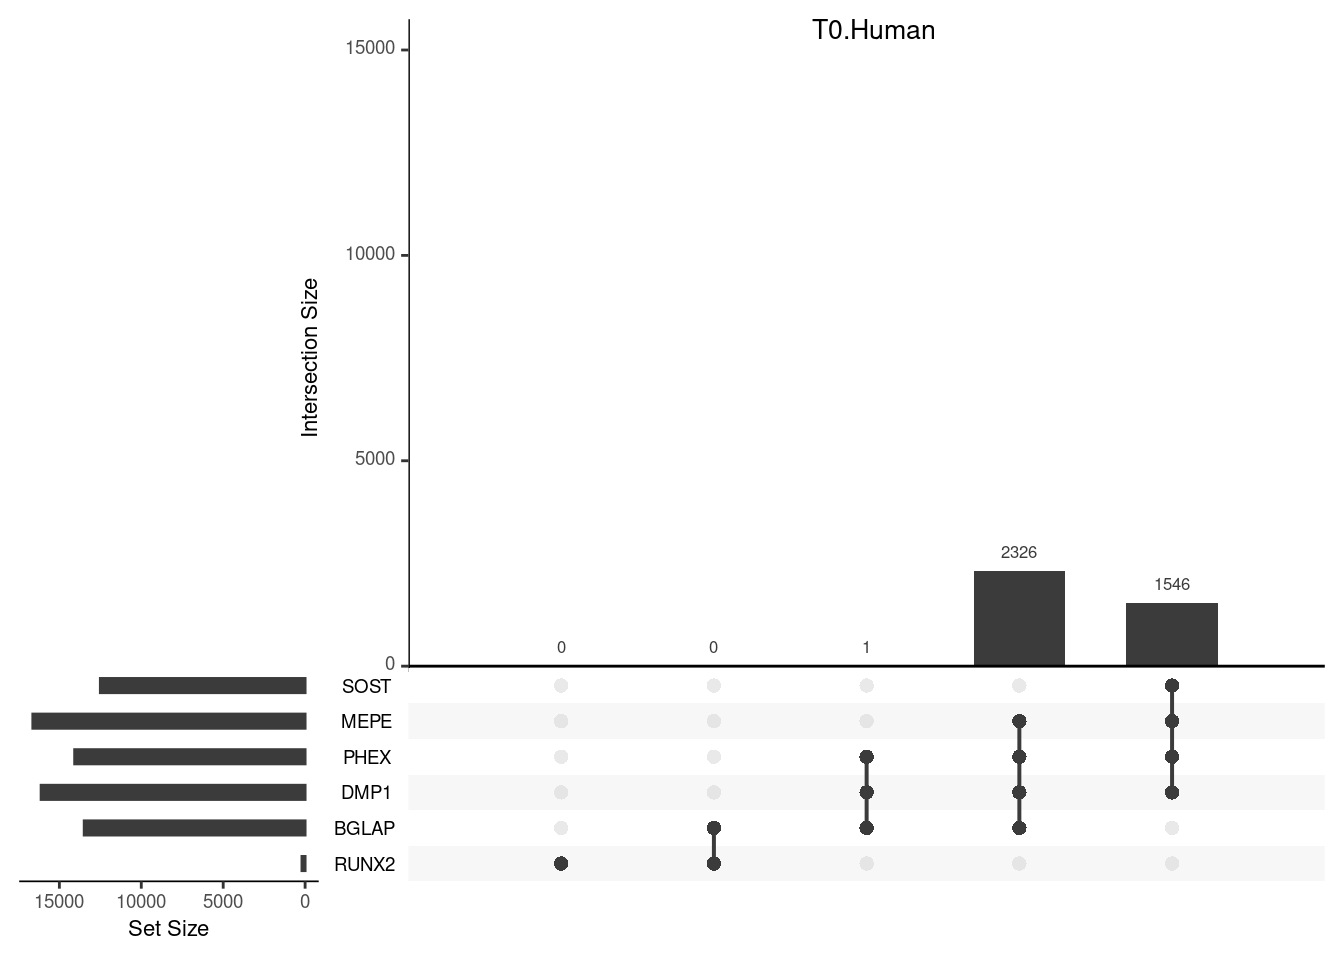 T0.Human
15000
10000
5000
0
Intersection Size
2326
1546
0
0
1
SOST
MEPE
PHEX
DMP1
BGLAP
RUNX2
15000 10000 5000 0
Set Size